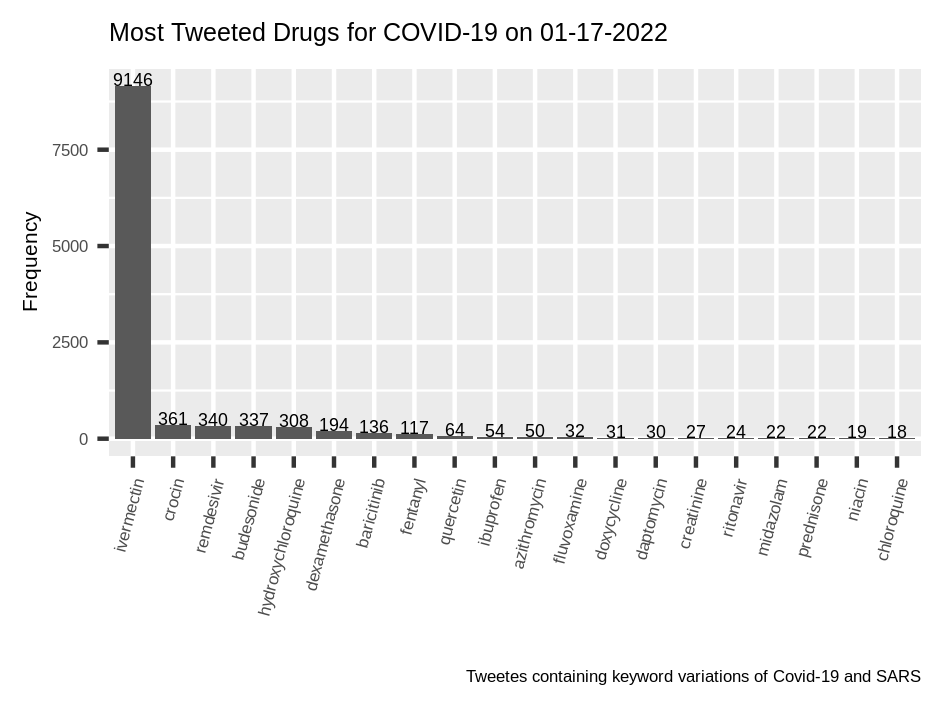 Most Tweeted Drugs for COVID-19 on 01-17-2022
Frequency
7500
5000
2500
0
9146
361
340
337
308
194
136
117
64
54
50
32
31
30
27
24
22
22
19
18
ivermectin
crocin
remdesivir
budesonide
hydroxychloroquine
dexamethasone
baricitinib
fentanyl
quercetin
ibuprofen
azithromycin
fluvoxamine
doxycycline
daptomycin
creatinine
ritonavir
midazolam
prednisone
niacin
chloroquine
Tweetes containing keyword variations of Covid-19 and SARS